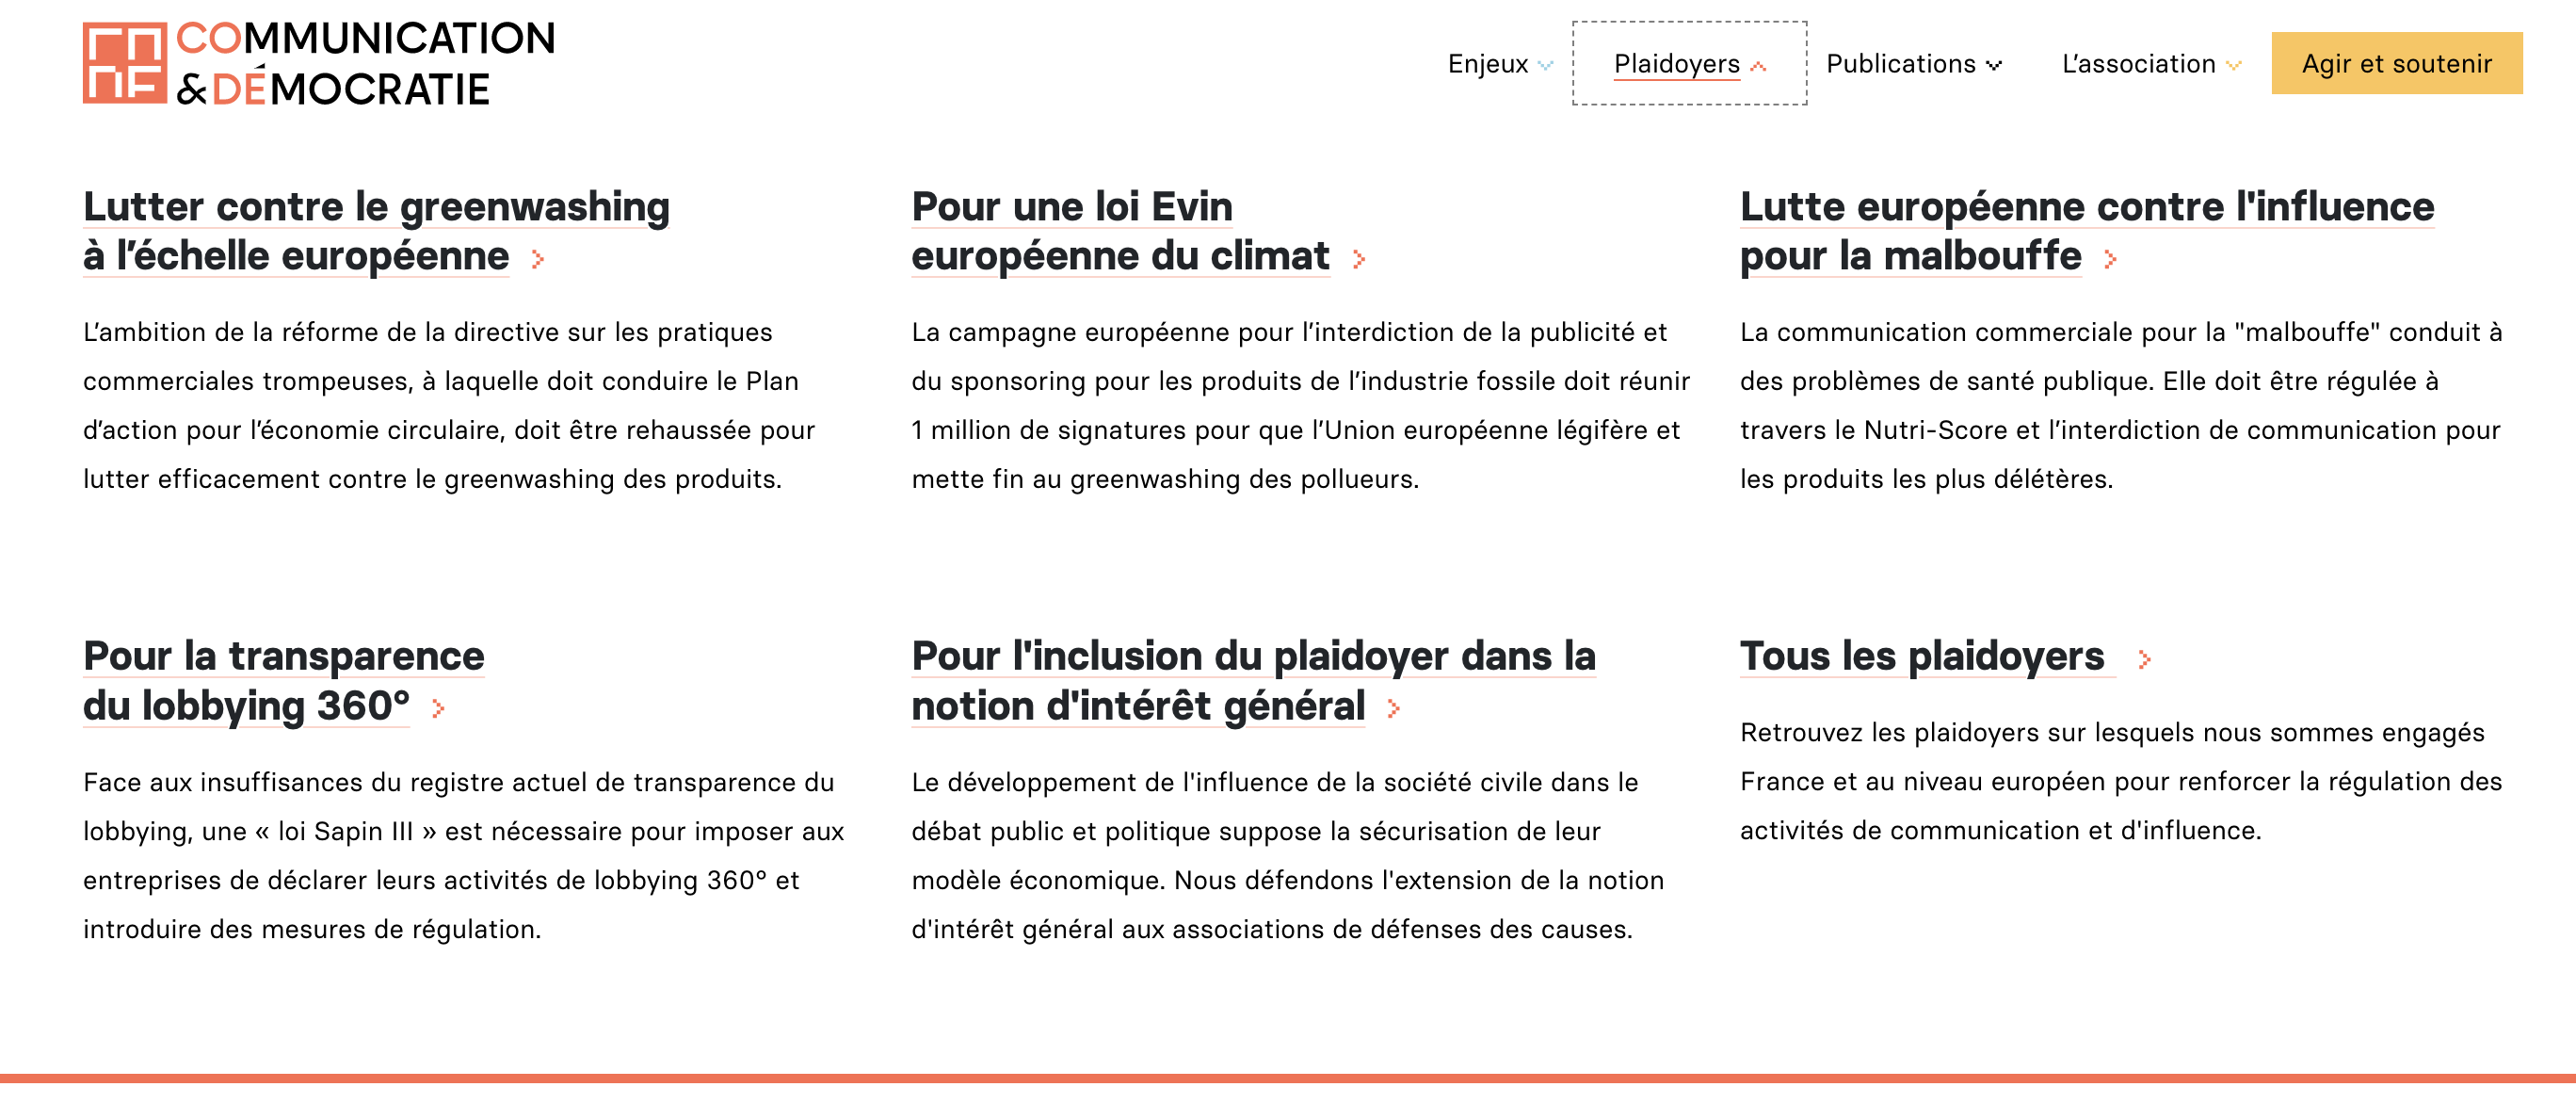 COMMUNICATION
&DÉMOCRATIE
Enjeux
Plaidoyers
Publications
L’association
Agir et soutenir
Lutter contre le greenwashing
à l’échelle européenne
L’ambition de la réforme de la directive sur les pratiques
commerciales trompeuses, à laquelle doit conduire le Plan
d’action pour l’économie circulaire, doit être rehaussée pour
lutter efficacement contre le greenwashing des produits.
Pour une loi Evin
européenne du climat
La campagne européenne pour l’interdiction de la publicité et
du sponsoring pour les produits de l’industrie fossile doit réunir
1 million de signatures pour que l’Union européenne légifère et
mette fin au greenwashing des pollueurs.
Lutte européenne contre l'influence
pour la malbouffe
La communication commerciale pour la "malbouffe" conduit à
des problèmes de santé publique. Elle doit être régulée à
travers le Nutri-Score et l’interdiction de communication pour
les produits les plus délétères.
Pour la transparence
du lobbying 360°
Face aux insuffisances du registre actuel de transparence du
lobbying, une « loi Sapin III » est nécessaire pour imposer aux
entreprises de déclarer leurs activités de lobbying 360° et
introduire des mesures de régulation.
Pour l'inclusion du plaidoyer dans la
notion d'intérêt général
Le développement de l'influence de la société civile dans le
débat public et politique suppose la sécurisation de leur
modèle économique. Nous défendons l'extension de la notion
d'intérêt général aux associations de défenses des causes.
Tous les plaidoyers
Retrouvez les plaidoyers sur lesquels nous sommes engagés
France et au niveau européen pour renforcer la régulation des
activités de communication et d'influence.